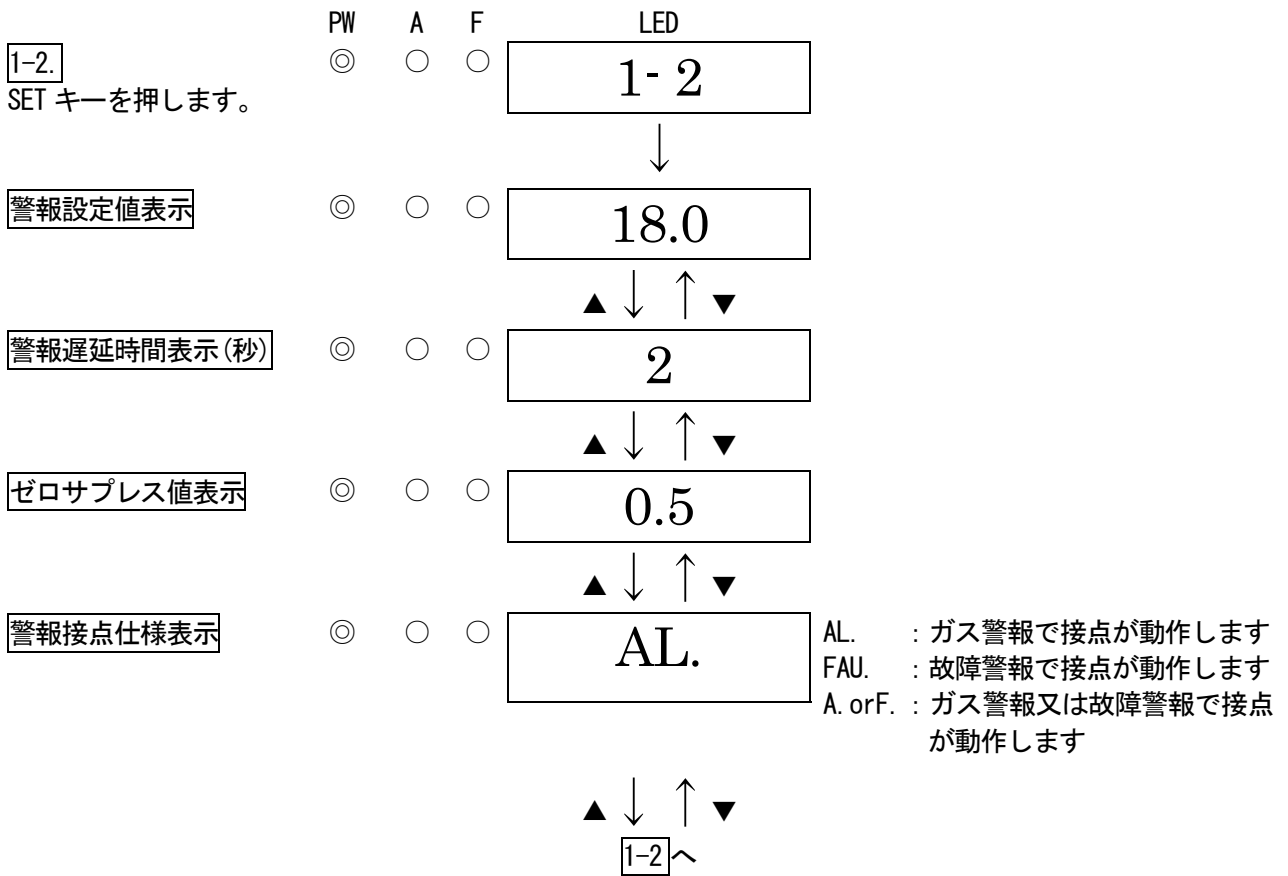 PW A F LED
1-2. ◎ ○ ○ 1- 2
SET キーを押します。
↓
警報設定値表示 ◎ ○ ○ 18.0
▲ ↓ ↑ ▼
警報遅延時間表示(秒) ◎ ○ ○ 2
▲ ↓ ↑ ▼
ゼロサプレス値表示 ◎ ○ ○ 0.5
▲ ↓ ↑ ▼
警報接点仕様表示 ◎ ○ ○ AL. AL. : ガス警報で接点が動作します
FAU. : 故障警報で接点が動作します
A.orF. : ガス警報又は故障警報で接点
が動作します
▲ ↓ ↑ ▼
1-2へ